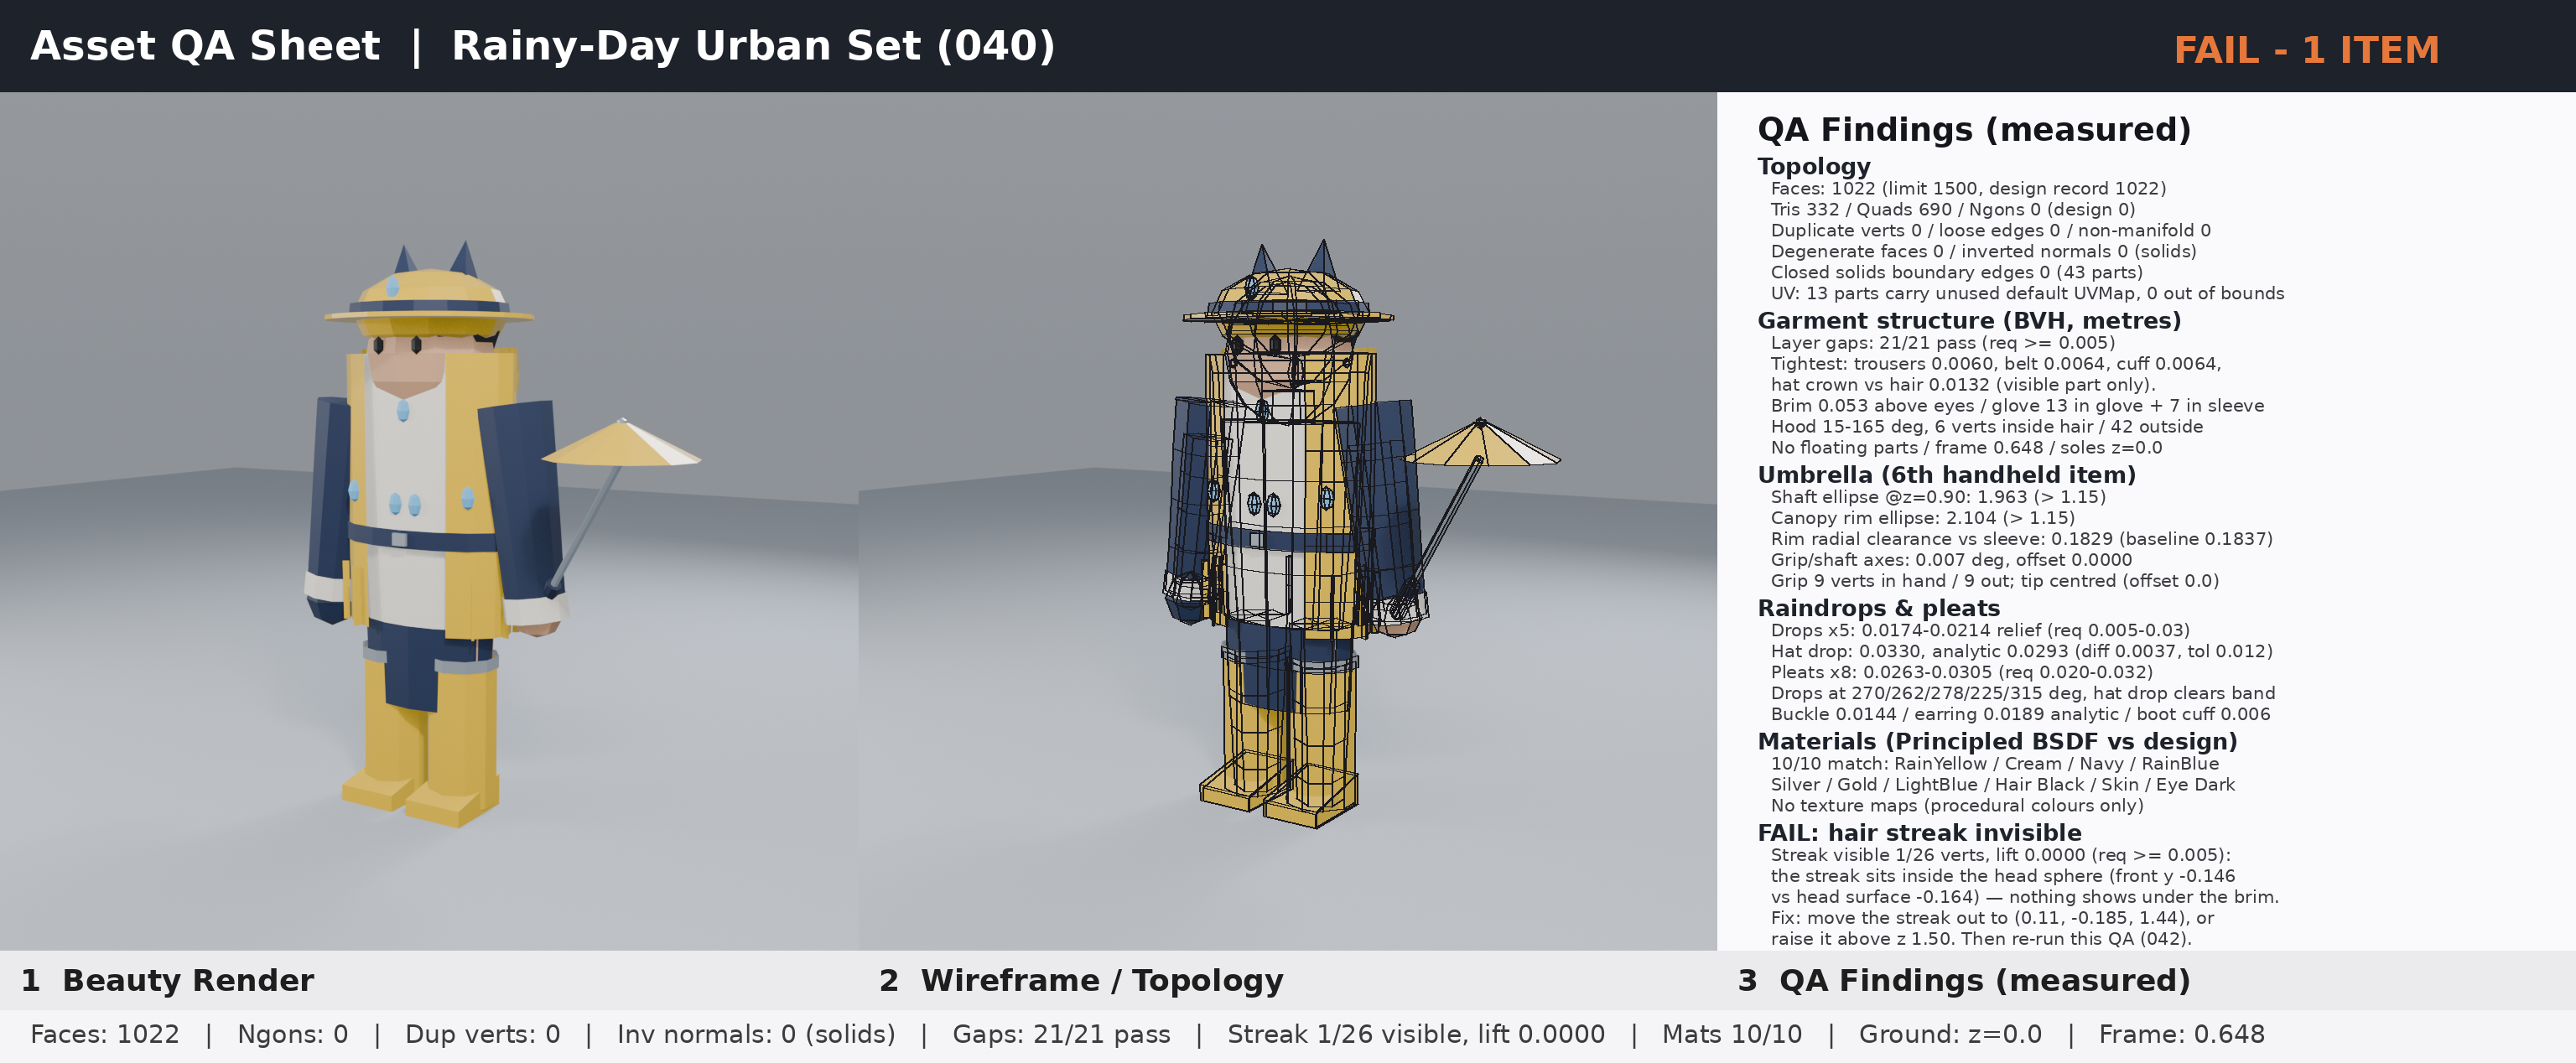 Asset QA Sheet | Rainy-Day Urban Set (040)
FAIL - 1 ITEM
QA Findings (measured)
Topology
Faces: 1022 (limit 1500, design record 1022)
Tris 332 / Quads 690 / Ngons 0 (design 0)
Duplicate verts 0 / loose edges 0 / non-manifold 0
Degenerate faces 0 / inverted normals 0 (solids)
Closed solids boundary edges 0 (43 parts)
UV: 13 parts carry unused default UVMap, 0 out of bounds
Garment structure (BVH, metres)
Layer gaps: 21/21 pass (req >= 0.005)
Tightest: trousers 0.0060, belt 0.0064, cuff 0.0064,
hat crown vs hair 0.0132 (visible part only).
Brim 0.053 above eyes / glove 13 in glove + 7 in sleeve
Hood 15-165 deg, 6 verts inside hair / 42 outside
No floating parts / frame 0.648 / soles z=0.0
Umbrella (6th handheld item)
Shaft ellipse @z=0.90: 1.963 (> 1.15)
Canopy rim ellipse: 2.104 (> 1.15)
Rim radial clearance vs sleeve: 0.1829 (baseline 0.1837)
Grip/shaft axes: 0.007 deg, offset 0.0000
Grip 9 verts in hand / 9 out; tip centred (offset 0.0)
Raindrops & pleats
Drops x5: 0.0174-0.0214 relief (req 0.005-0.03)
Hat drop: 0.0330, analytic 0.0293 (diff 0.0037, tol 0.012)
Pleats x8: 0.0263-0.0305 (req 0.020-0.032)
Drops at 270/262/278/225/315 deg, hat drop clears band
Buckle 0.0144 / earring 0.0189 analytic / boot cuff 0.006
Materials (Principled BSDF vs design)
10/10 match: RainYellow / Cream / Navy / RainBlue
Silver / Gold / LightBlue / Hair Black / Skin / Eye Dark
No texture maps (procedural colours only)
FAIL: hair streak invisible
Streak visible 1/26 verts, lift 0.0000 (req >= 0.005):
the streak sits inside the head sphere (front y -0.146
vs head surface -0.164) — nothing shows under the brim.
Fix: move the streak out to (0.11, -0.185, 1.44), or
raise it above z 1.50. Then re-run this QA (042).
1 Beauty Render
2 Wireframe / Topology
3 QA Findings (measured)
Faces: 1022 | Ngons: 0 | Dup verts: 0 | Inv normals: 0 (solids) | Gaps: 21/21 pass | Streak 1/26 visible, lift 0.0000 | Mats 10/10 | Ground: z=0.0 | Frame: 0.648